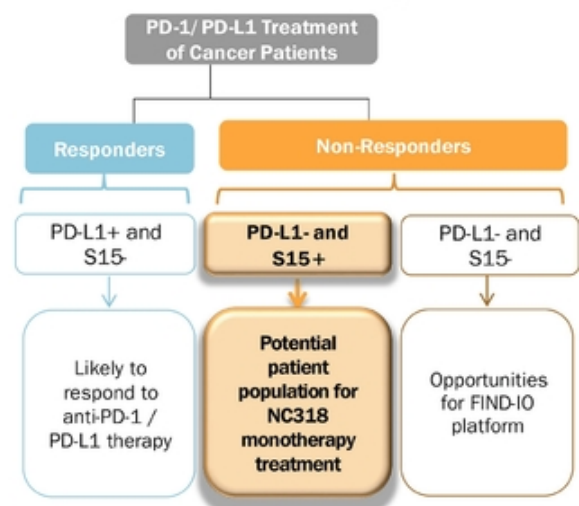 PD-1/ PD-L1 Treatment
of Cancer Patients
Responders
Non-Responders
PD-L1+ and
S15-
PD-L1- and
S15+
PD-L1- and
S15-
Likely to
respond to
anti-PD-1 /
PD-L1 therapy
Potential
patient
population for
NC318
monotherapy
treatment
Opportunities
for FIND-IO
platform